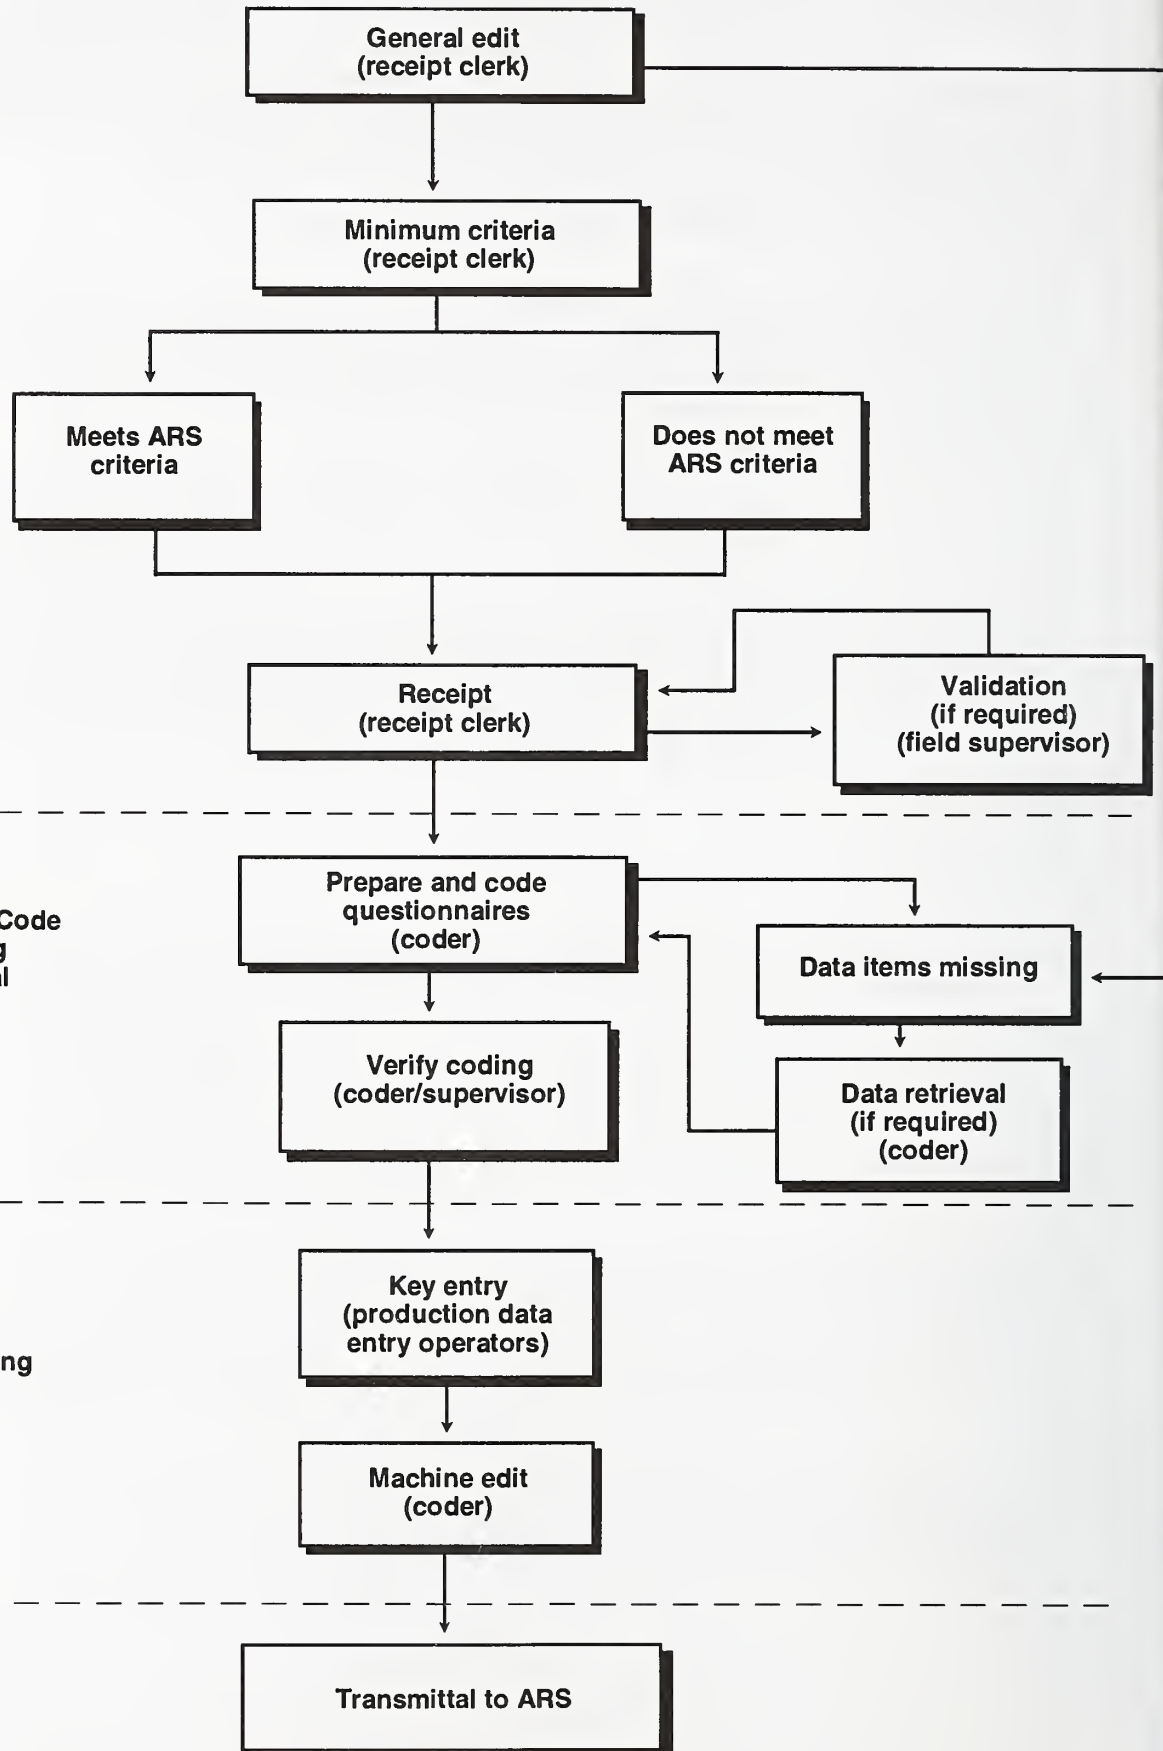 General edit
(receipt clerk)
Minimum criteria
(receipt clerk)
Meets ARS
criteria
Does not meet
ARS criteria
Receipt
(receipt clerk)
Validation
(if required)
(field supervisor)
Code
g
al
Prepare and code
questionnaires
(coder)
Data items missing
Verify coding
(coder/supervisor)
Data retrieval
(if required)
(coder)
Key entry
(production data
entry operators)
ng
Machine edit
(coder)
Transmittal to ARS